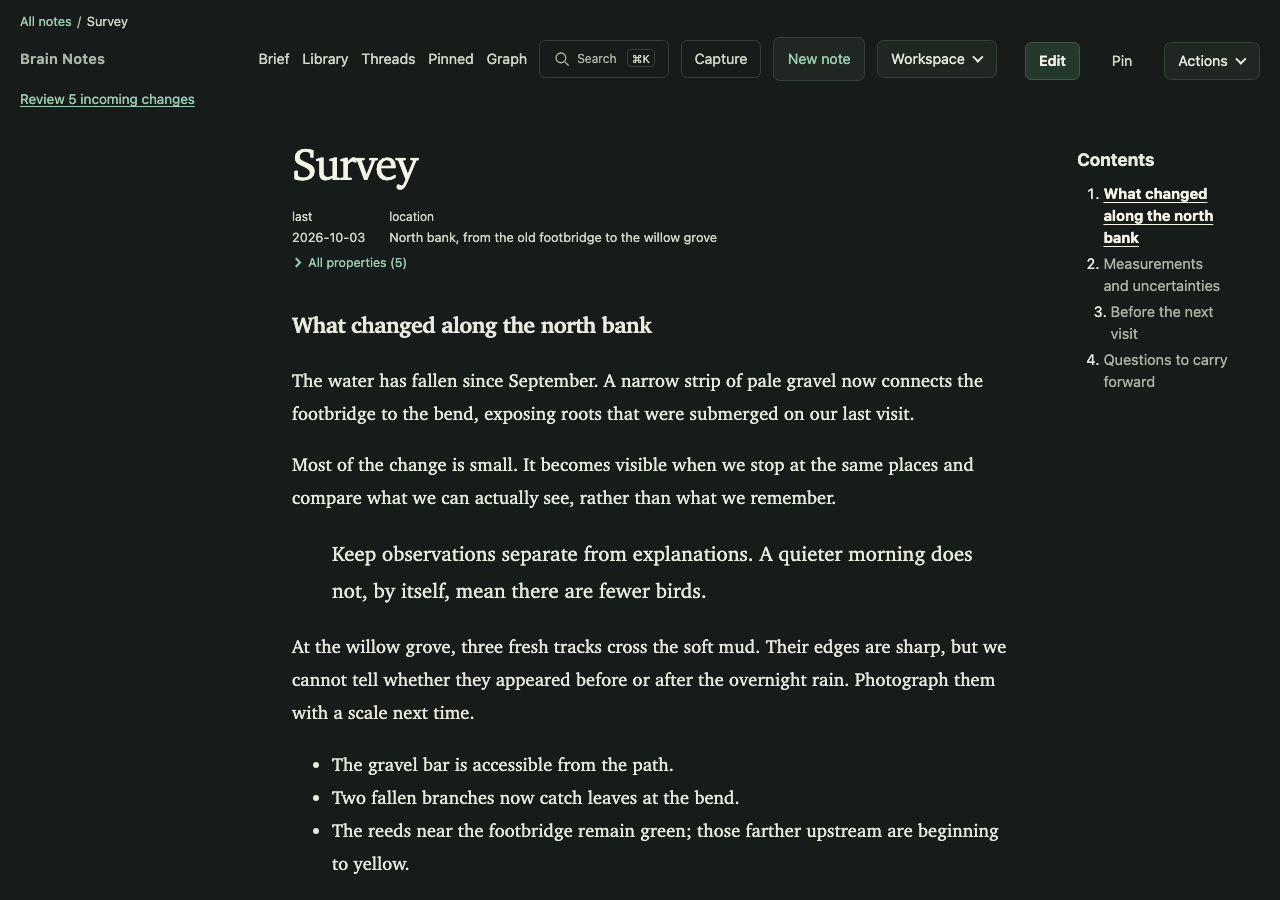 All notes / Survey
Brain Notes
Brief Library Threads Pinned Graph Search ⌘K Capture New note Workspace Edit Pin Actions
Review 5 incoming changes
Survey
last location
2026-10-03 North bank, from the old footbridge to the willow grove
All properties (5)
What changed along the north bank
The water has fallen since September. A narrow strip of pale gravel now connects the
footbridge to the bend, exposing roots that were submerged on our last visit.
Most of the change is small. It becomes visible when we stop at the same places and
compare what we can actually see, rather than what we remember.
Keep observations separate from explanations. A quieter morning does
not, by itself, mean there are fewer birds.
At the willow grove, three fresh tracks cross the soft mud. Their edges are sharp, but we
cannot tell whether they appeared before or after the overnight rain. Photograph them
with a scale next time.
• The gravel bar is accessible from the path.
• Two fallen branches now catch leaves at the bend.
• The reeds near the footbridge remain green; those farther upstream are beginning
to yellow.
Contents
1. What changed
along the north
bank
2. Measurements
and uncertainties
3. Before the next
visit
4. Questions to carry
forward